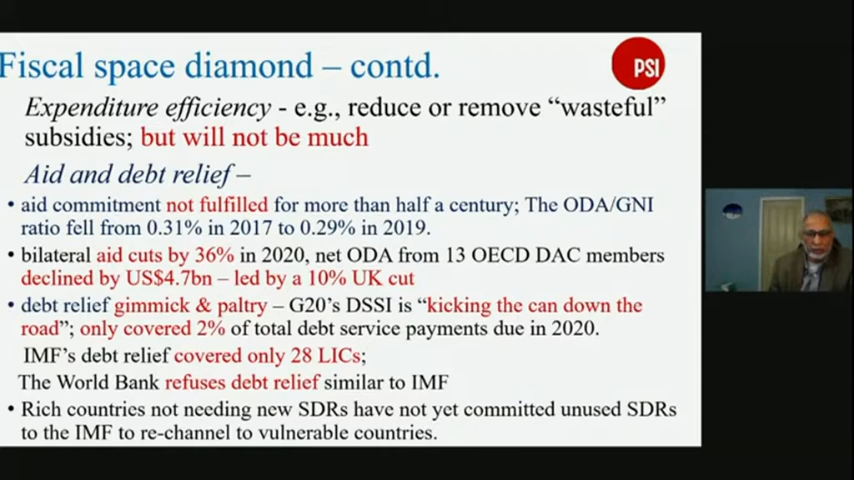 Fiscal space diamond – contd.
PSI
Expenditure efficiency - e.g., reduce or remove “wasteful”
subsidies; but will not be much
Aid and debt relief –
• aid commitment not fulfilled for more than half a century; The ODA/GNI
ratio fell from 0.31% in 2017 to 0.29% in 2019.
• bilateral aid cuts by 36% in 2020, net ODA from 13 OECD DAC members
declined by US$4.7bn – led by a 10% UK cut
• debt relief gimmick & paltry – G20’s DSSI is “kicking the can down the
road”; only covered 2% of total debt service payments due in 2020.
IMF’s debt relief covered only 28 LICs;
The World Bank refuses debt relief similar to IMF
• Rich countries not needing new SDRs have not yet committed unused SDRs
to the IMF to re-channel to vulnerable countries.